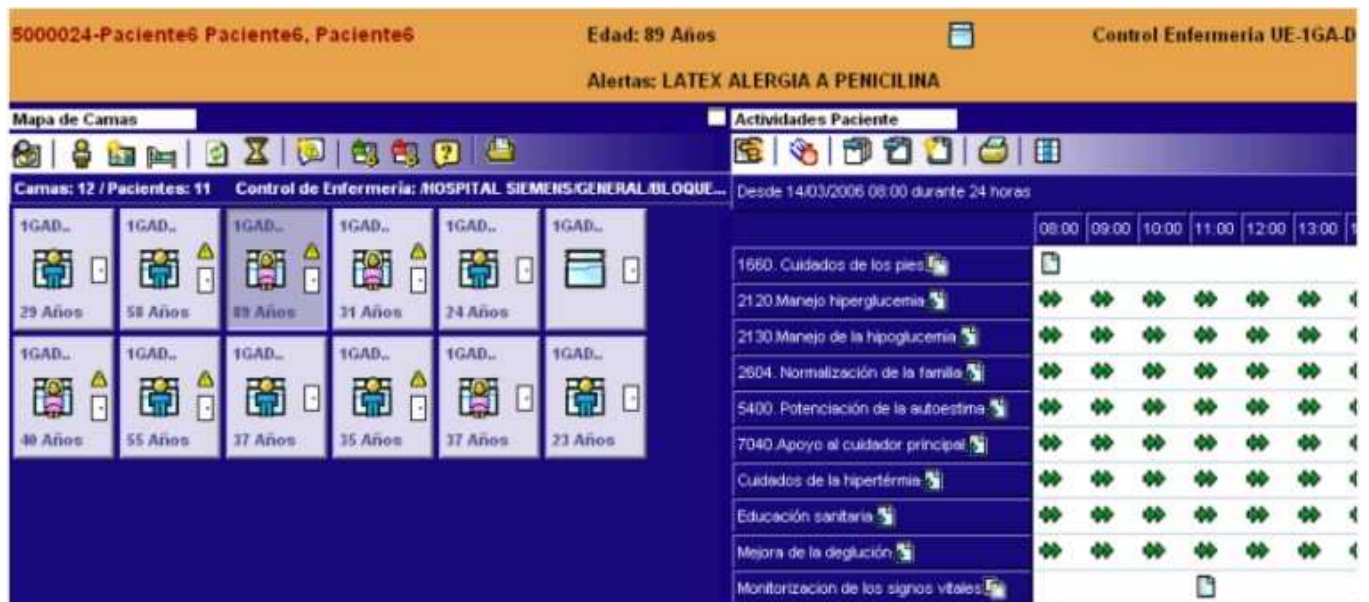 5000024-Paciente6 Paciente6, Paciente6 Edad: 89 Años Control Enfermería UE-1GA-D
Alertas: LATEX ALERGIA A PENICILINA
Mapa de Camas
Camas: 12 / Pacientes: 11 Control de Enfermería: /HOSPITAL SIEMENS/GENERAL/BLOQUE...
1GAD... 1GAD... 1GAD... 1GAD... 1GAD... 1GAD...
29 Años 58 Años 89 Años 31 Años 24 Años
1GAD... 1GAD... 1GAD... 1GAD... 1GAD... 1GAD...
40 Años 55 Años 37 Años 35 Años 37 Años 23 Años
Actividades Paciente
Desde 14/03/2006 08:00 durante 24 horas
08:00 09:00 10:00 11:00 12:00 13:00 1
1660. Cuidados de los pies
2120.Manejo hiperglucemia
2130.Manejo de la hipoglucemia
2604. Normalización de la familia
5400. Potenciación de la autoestima
7040.Apoyo al cuidador principal
Cuidados de la hipertérmia
Educación sanitaria
Mejora de la deglución
Monitorizacion de los signos vitales